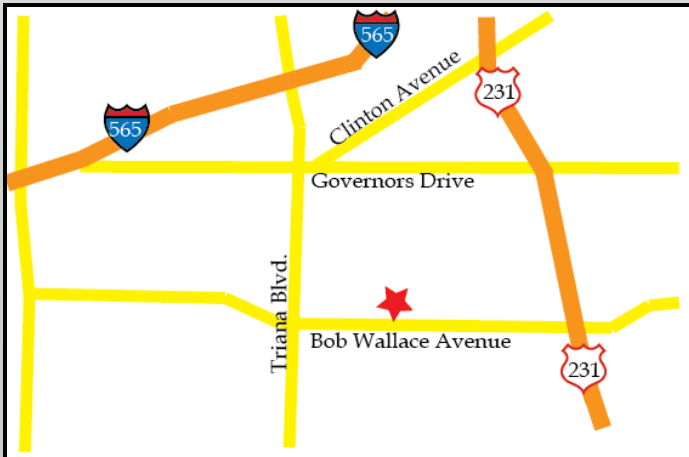 565
565
Clinton Avenue
231
Governors Drive
Triana Blvd.
Bob Wallace Avenue
231